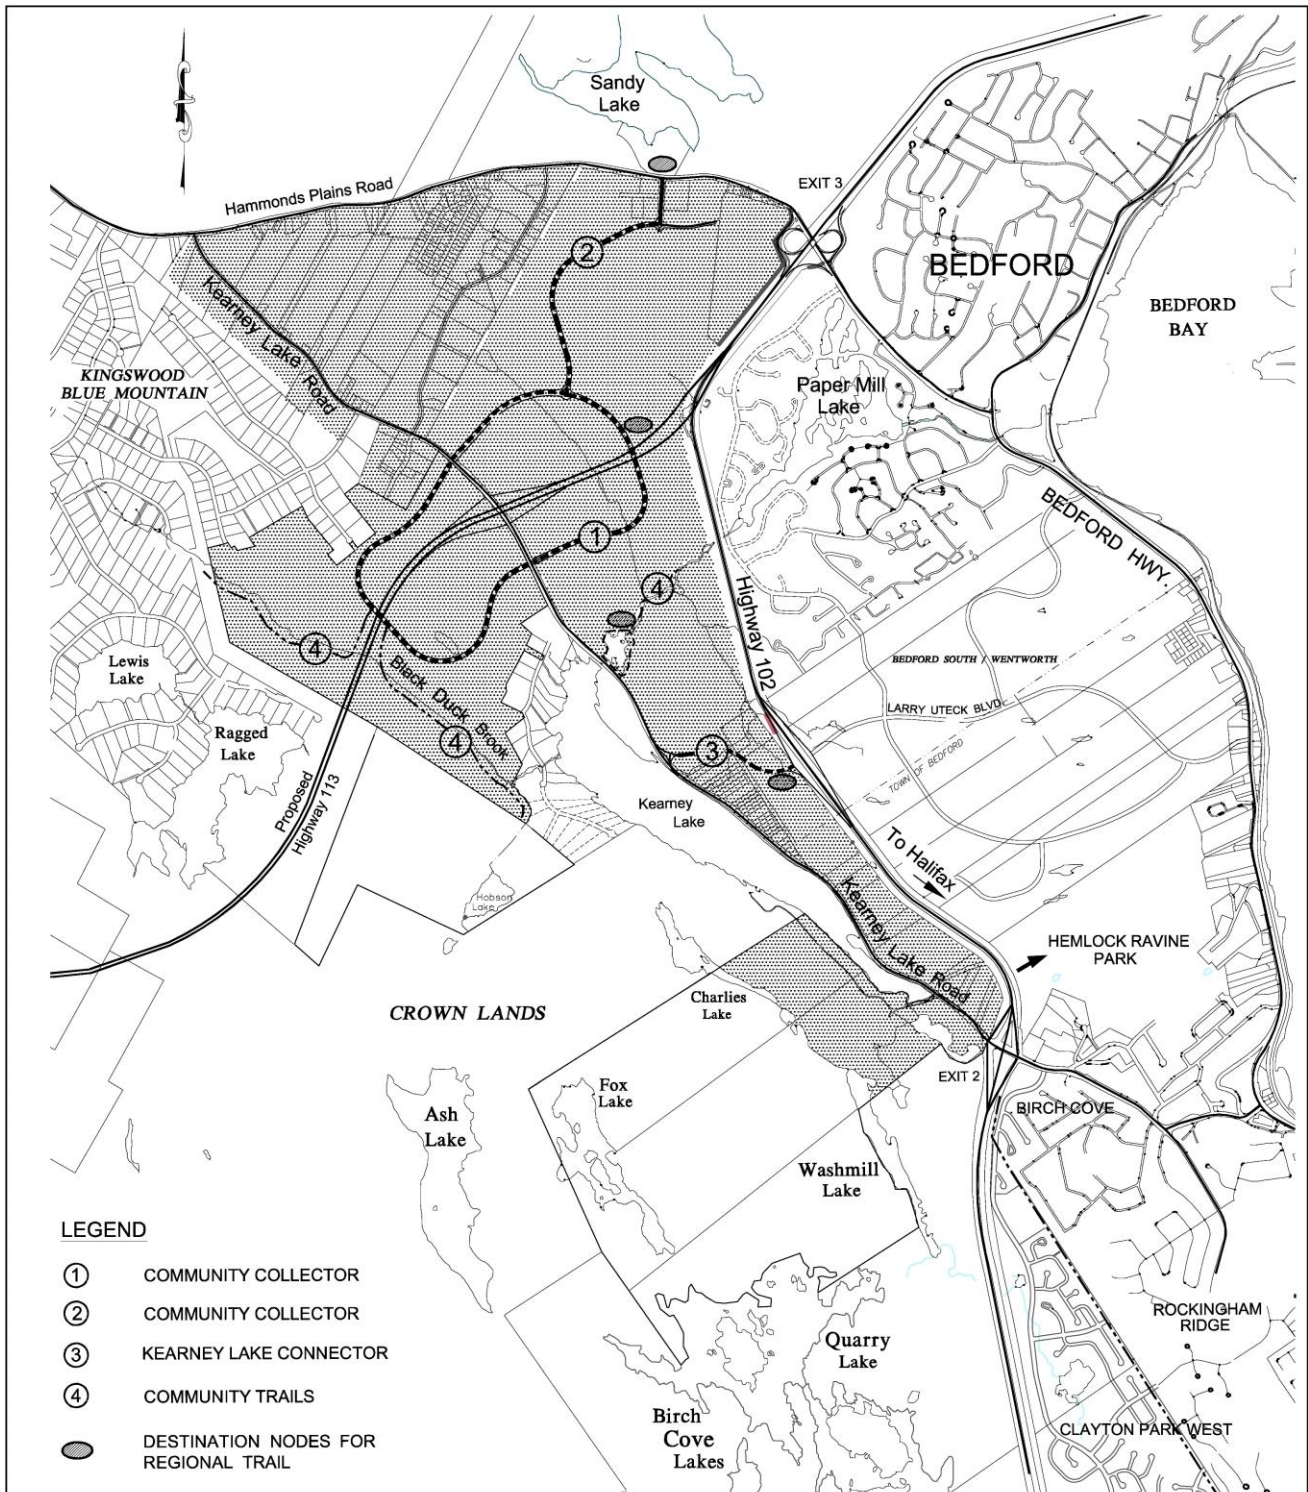 Sandy
Lake
EXIT 3
Hammonds Plains Road
2
BEDFORD
Kearney Lake Road
BEDFORD
BAY
KINGSWOOD
BLUE MOUNTAIN
Paper Mill
Lake
BEDFORD HWY.
1
4
Highway 102
4
Lewis
Lake
BEDFORD SOUTH / WENTWORTH
Black Duck Brook
LARRY UTECK BLVD.
Ragged
Lake
4
3
TOWN OF BEDFORD
Proposed
Highway 113
Kearney
Lake
To Halifax
Hobson
Lake
Kearney Lake Road
HEMLOCK RAVINE
PARK
Charlies
Lake
CROWN LANDS
EXIT 2
Fox
Lake
Ash
Lake
BIRCH COVE
Washmill
Lake
LEGEND
1 COMMUNITY COLLECTOR
2 COMMUNITY COLLECTOR
3 KEARNEY LAKE CONNECTOR
4 COMMUNITY TRAILS
DESTINATION NODES FOR
REGIONAL TRAIL
ROCKINGHAM
RIDGE
Quarry
Lake
Birch
Cove
Lakes
CLAYTON PARK WEST